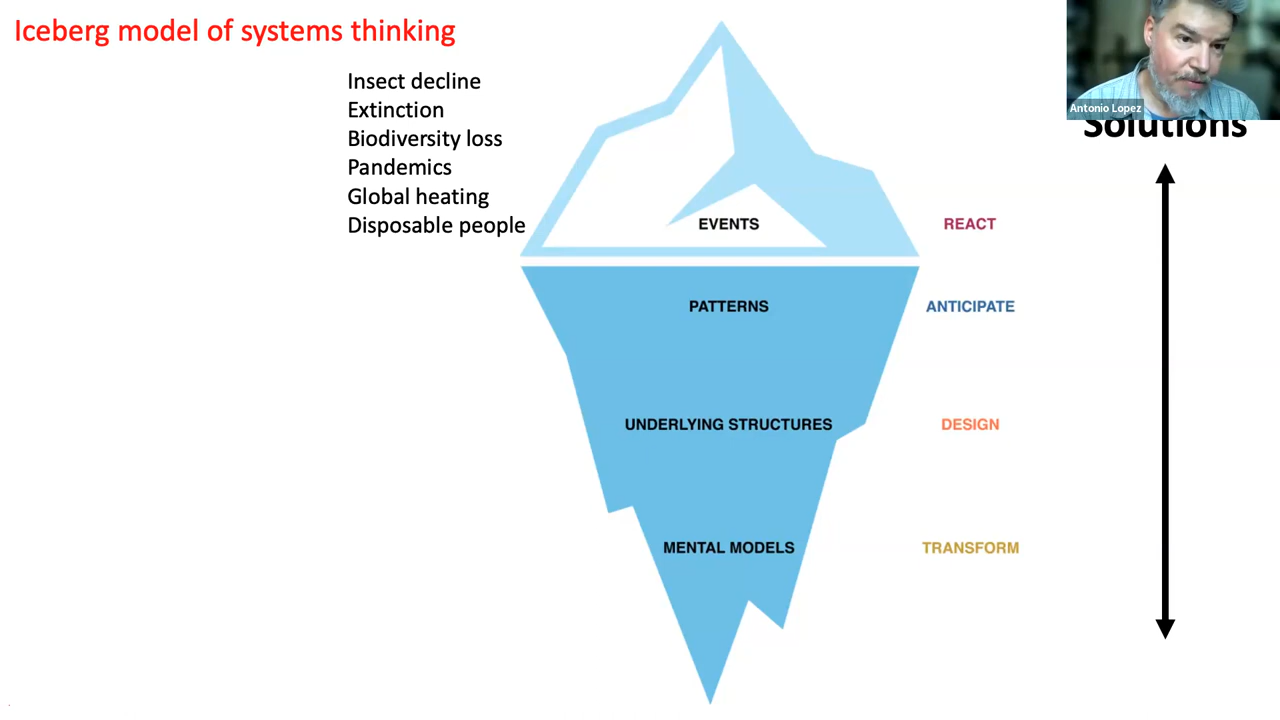 Iceberg model of systems thinking
Insect decline
Extinction
Biodiversity loss
Pandemics
Global heating
Disposable people
Antonio Lopez
Solutions
EVENTS
REACT
PATTERNS
ANTICIPATE
UNDERLYING STRUCTURES
DESIGN
MENTAL MODELS
TRANSFORM